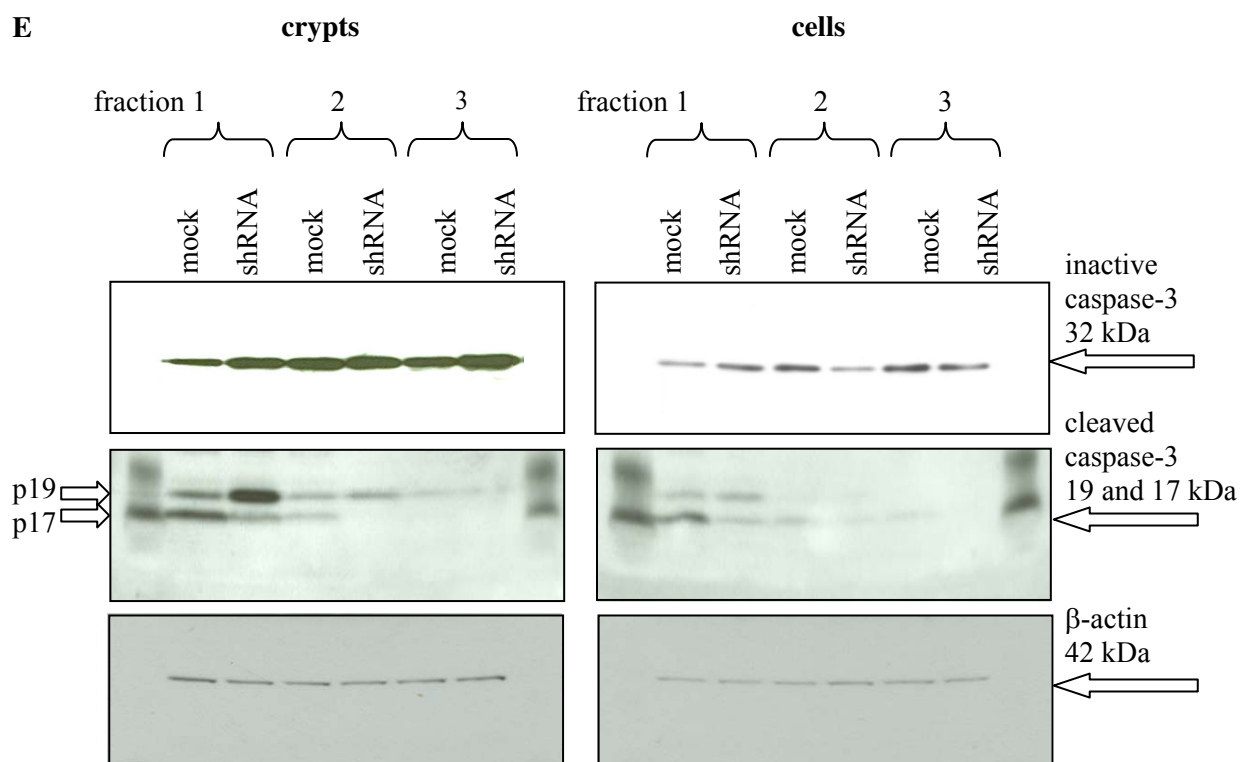 E crypts cells
fraction 1 2 3 fraction 1 2 3
mock shRNA mock shRNA mock shRNA mock shRNA mock shRNA mock shRNA
inactive
caspase-3
32 kDa
cleaved
caspase-3
19 and 17 kDa
p19
p17
β-actin
42 kDa